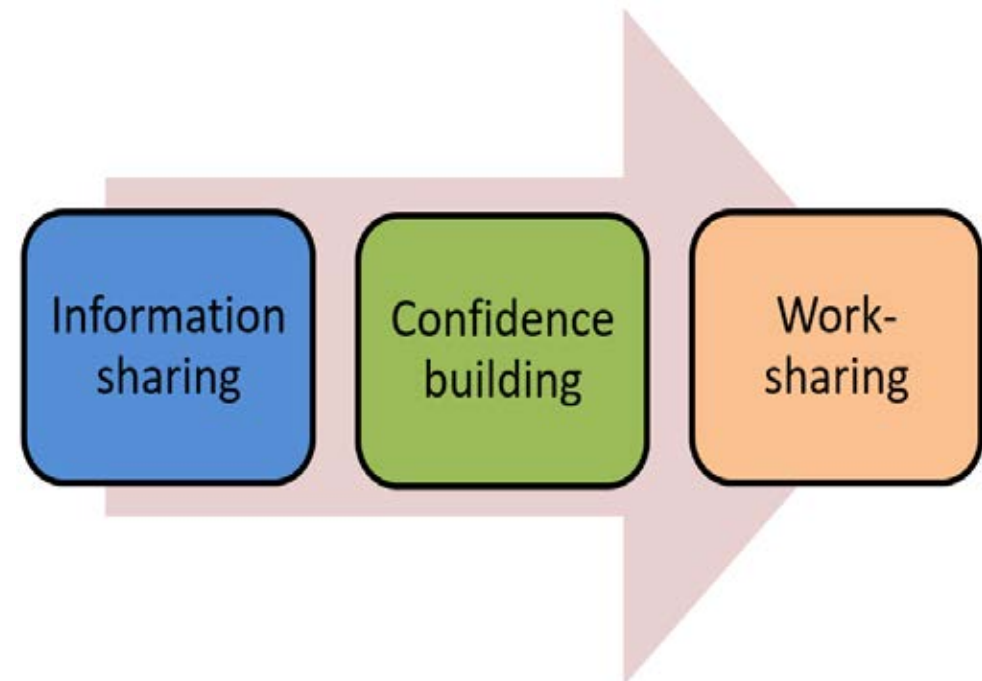 Information
sharing
Confidence
building
Work-
sharing